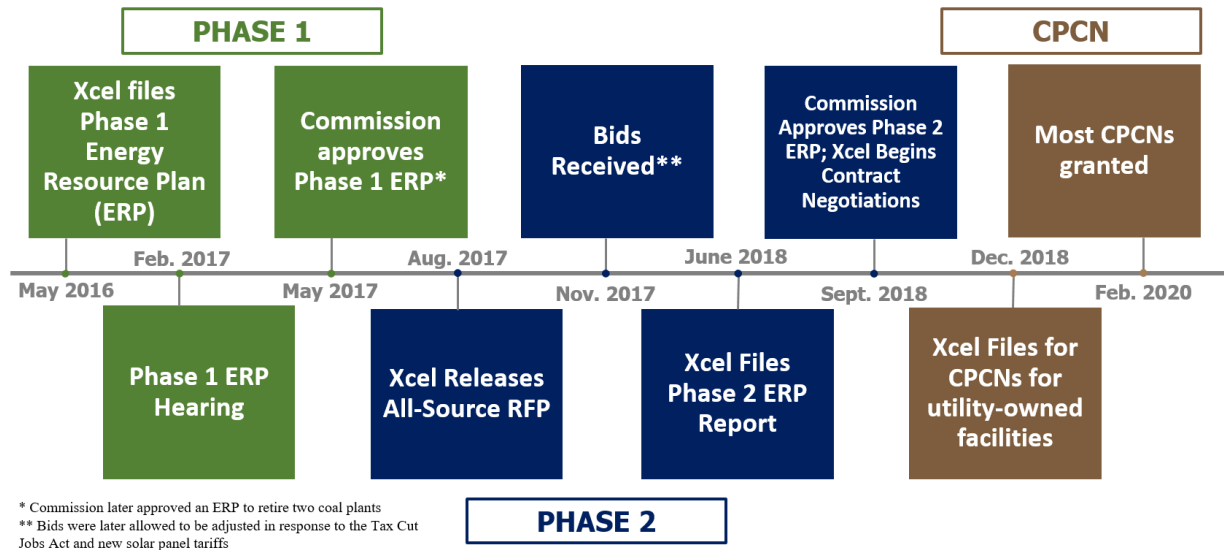 PHASE 1
CPCN
Xcel files
Phase 1
Energy
Resource Plan
(ERP)
Commission
approves
Phase 1 ERP*
Bids
Received**
Commission
Approves Phase 2
ERP; Xcel Begins
Contract
Negotiations
Most CPCNs
granted
Feb. 2017
Aug. 2017
June 2018
Dec. 2018
May 2016
May 2017
Nov. 2017
Sept. 2018
Feb. 2020
Phase 1 ERP
Hearing
Xcel Releases
All-Source RFP
Xcel Files
Phase 2 ERP
Report
Xcel Files for
CPCNs for
utility-owned
facilities
* Commission later approved an ERP to retire two coal plants
** Bids were later allowed to be adjusted in response to the Tax Cut
Jobs Act and new solar panel tariffs
PHASE 2